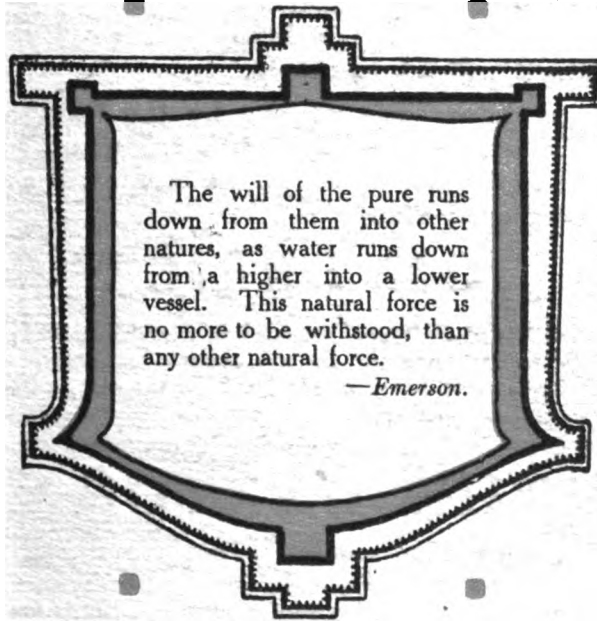 The will of the pure runs
down from them into other
natures, as water runs down
from a higher into a lower
vessel. This natural force is
no more to be withstood, than
any other natural force.
—Emerson.